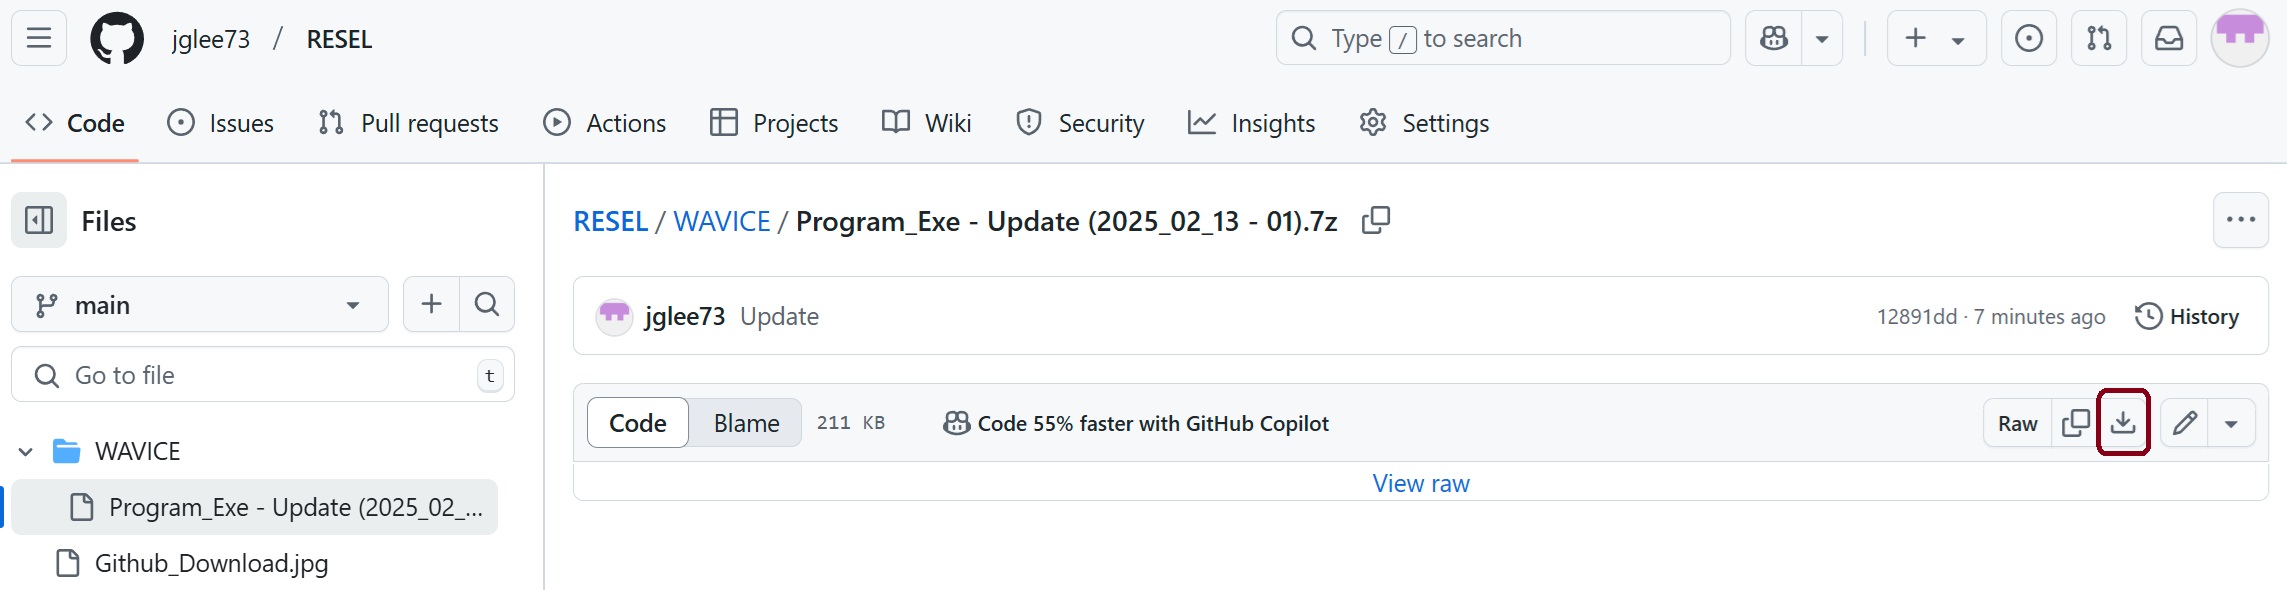 jglee73 / RESEL
Type / to search
Code
Issues
Pull requests
Actions
Projects
Wiki
Security
Insights
Settings
Files
main
Go to file
t
WAVICE
Program_Exe - Update (2025_02_...
Github_Download.jpg
RESEL / WAVICE / Program_Exe - Update (2025_02_13 - 01).7z
jglee73 Update
12891dd · 7 minutes ago
History
Code
Blame
211 KB
Code 55% faster with GitHub Copilot
Raw
View raw